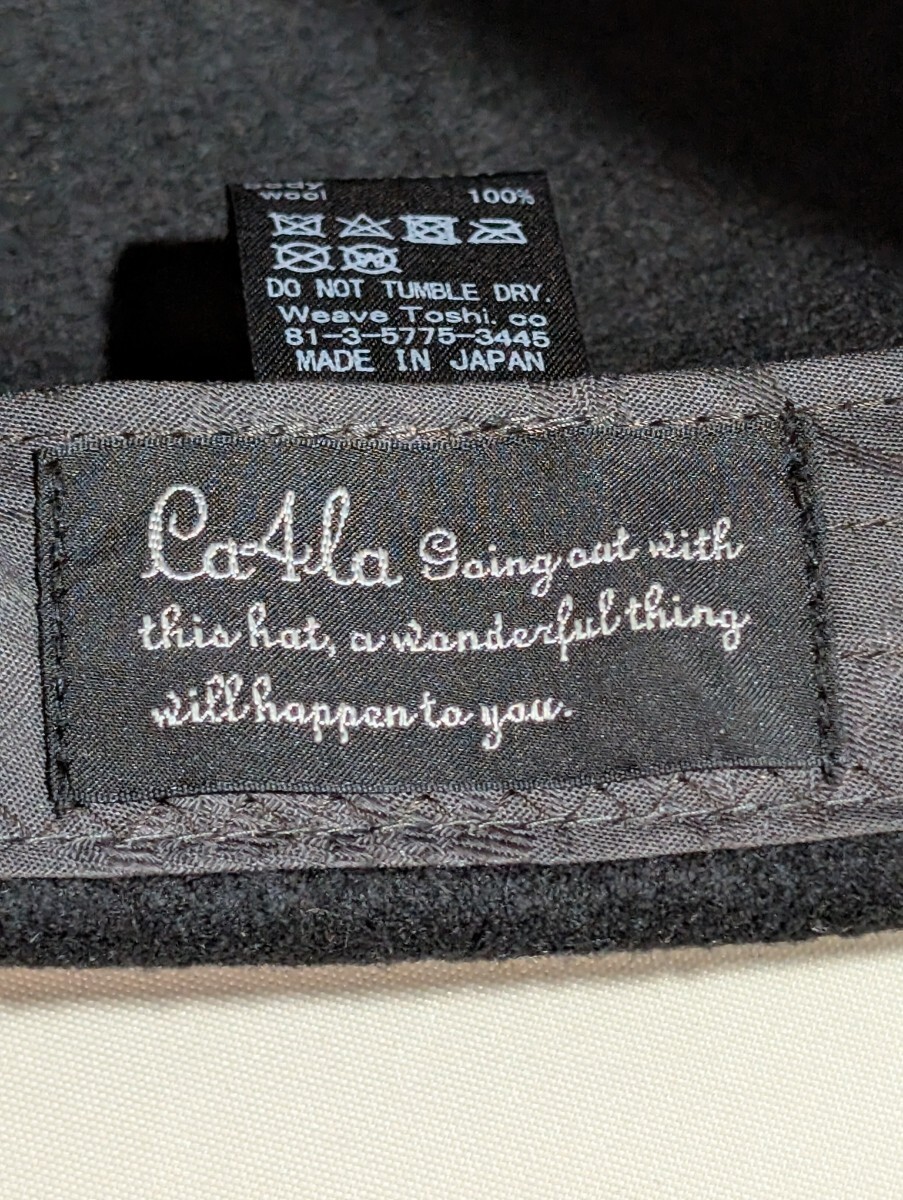 Body
wool 100%
W
DO NOT TUMBLE DRY.
Weave Toshi. co
81-3-5775-3445
MADE IN JAPAN
Ca4la Going out with
this hat, a wonderful thing
will happen to you.